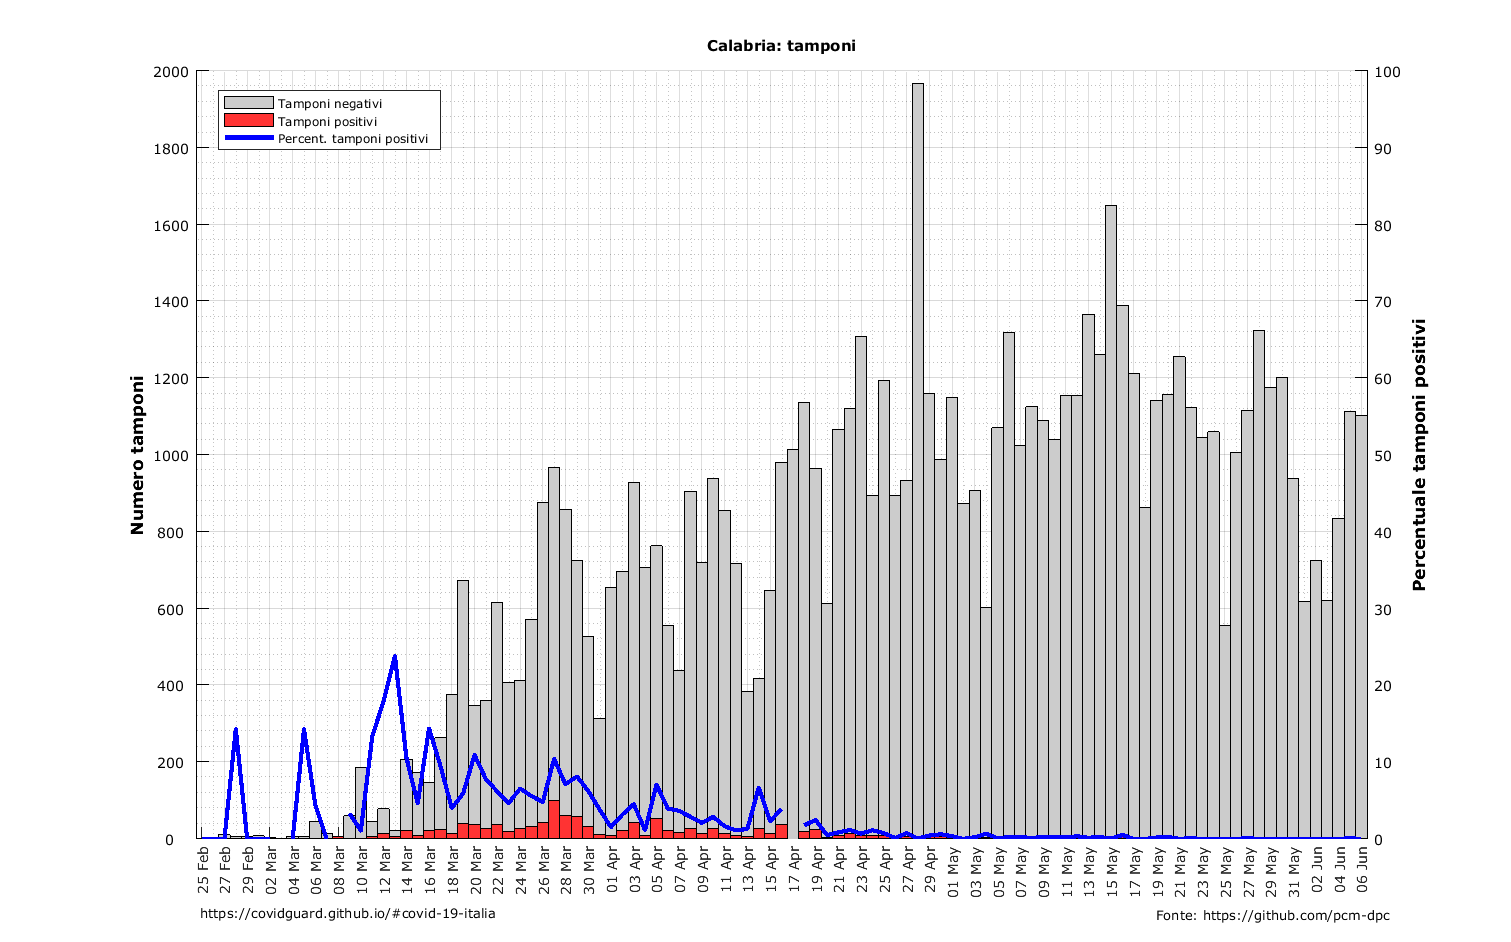 Calabria: tamponi
2000
1800
1600
1400
1200
1000
800
600
400
200
0
100
90
80
70
60
50
40
30
20
10
0
Tamponi negativi
Tamponi positivi
Percent. tamponi positivi
Numero tamponi
Percentuale tamponi positivi
25 Feb
27 Feb
29 Feb
02 Mar
04 Mar
06 Mar
08 Mar
10 Mar
12 Mar
14 Mar
16 Mar
18 Mar
20 Mar
22 Mar
24 Mar
26 Mar
28 Mar
30 Mar
01 Apr
03 Apr
05 Apr
07 Apr
09 Apr
11 Apr
13 Apr
15 Apr
17 Apr
19 Apr
21 Apr
23 Apr
25 Apr
27 Apr
29 Apr
01 May
03 May
05 May
07 May
09 May
11 May
13 May
15 May
17 May
19 May
21 May
23 May
25 May
27 May
29 May
31 May
02 Jun
04 Jun
06 Jun
https://covidguard.github.io/#covid-19-italia
Fonte: https://github.com/pcm-dpc